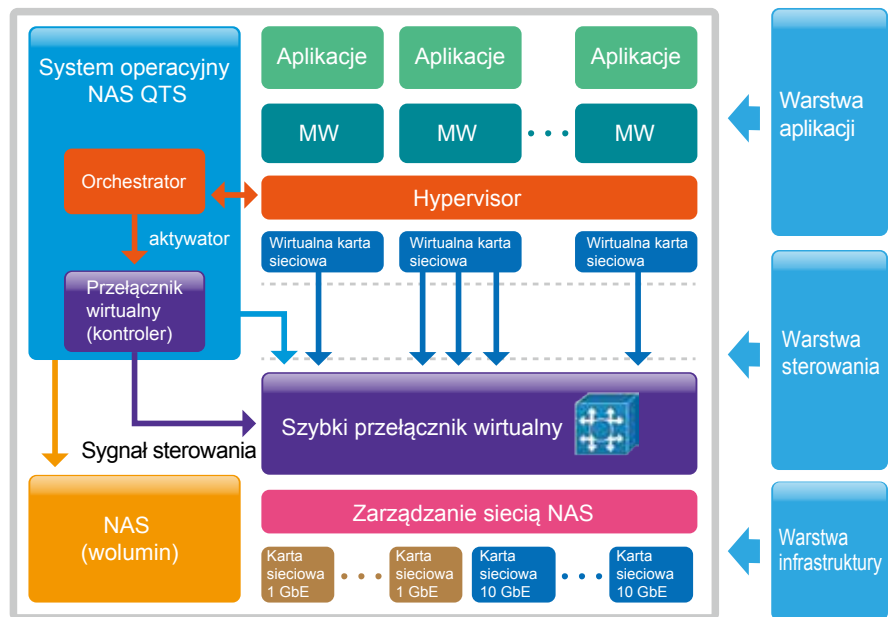 System operacyjny
NAS QTS
Orchestrator
aktywator
Przełącznik
wirtualny
(kontroler)
Sygnał sterowania
NAS
(wolumin)
Aplikacje
Aplikacje
Aplikacje
MW
MW
MW
Hypervisor
Wirtualna karta
sieciowa
Wirtualna karta
sieciowa
Wirtualna karta
sieciowa
Szybki przełącznik wirtualny
Zarządzanie siecią NAS
Karta
sieciowa
1 GbE
Karta
sieciowa
1 GbE
Karta
sieciowa
10 GbE
Karta
sieciowa
10 GbE
Warstwa
aplikacji
Warstwa
sterowania
Warstwa
infrastruktury